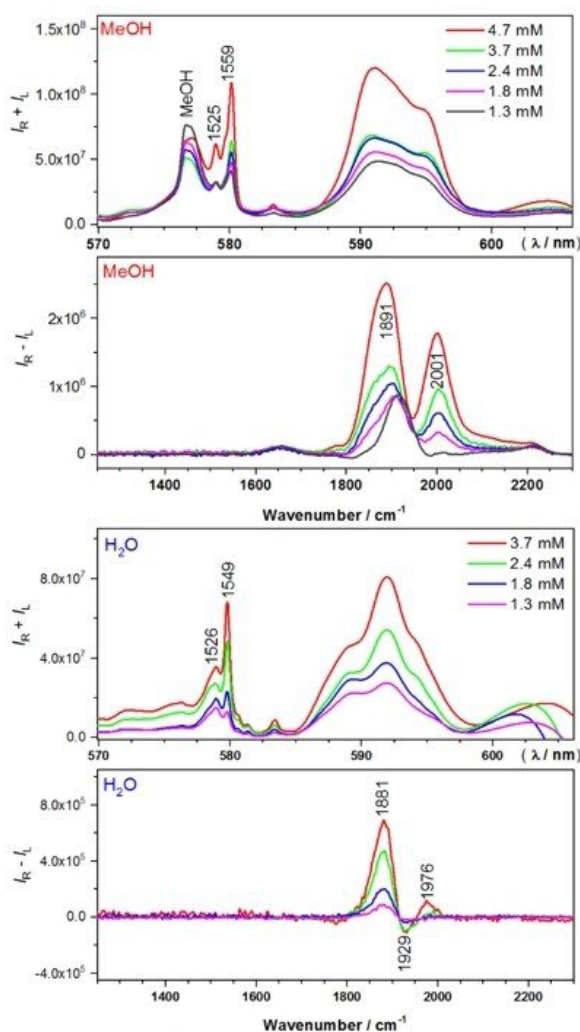 MeOH
4.7 mM
3.7 mM
2.4 mM
1.8 mM
1.3 mM
MeOH
1525
1559
I_R + I_L
1.5x10⁸
1.0x10⁸
5.0x10⁷
0.0
570 580 590 600 ( λ / nm)
MeOH
1891
2001
I_R - I_L
2x10⁶
1x10⁶
0
1400 1600 1800 2000 2200
Wavenumber / cm⁻¹
H₂O
3.7 mM
2.4 mM
1.8 mM
1.3 mM
1526
1549
I_R + I_L
8.0x10⁷
4.0x10⁷
0.0
570 580 590 600 ( λ / nm)
H₂O
1881
1929
1976
I_R - I_L
8.0x10⁵
4.0x10⁵
0.0
-4.0x10⁵
1400 1600 1800 2000 2200
Wavenumber / cm⁻¹